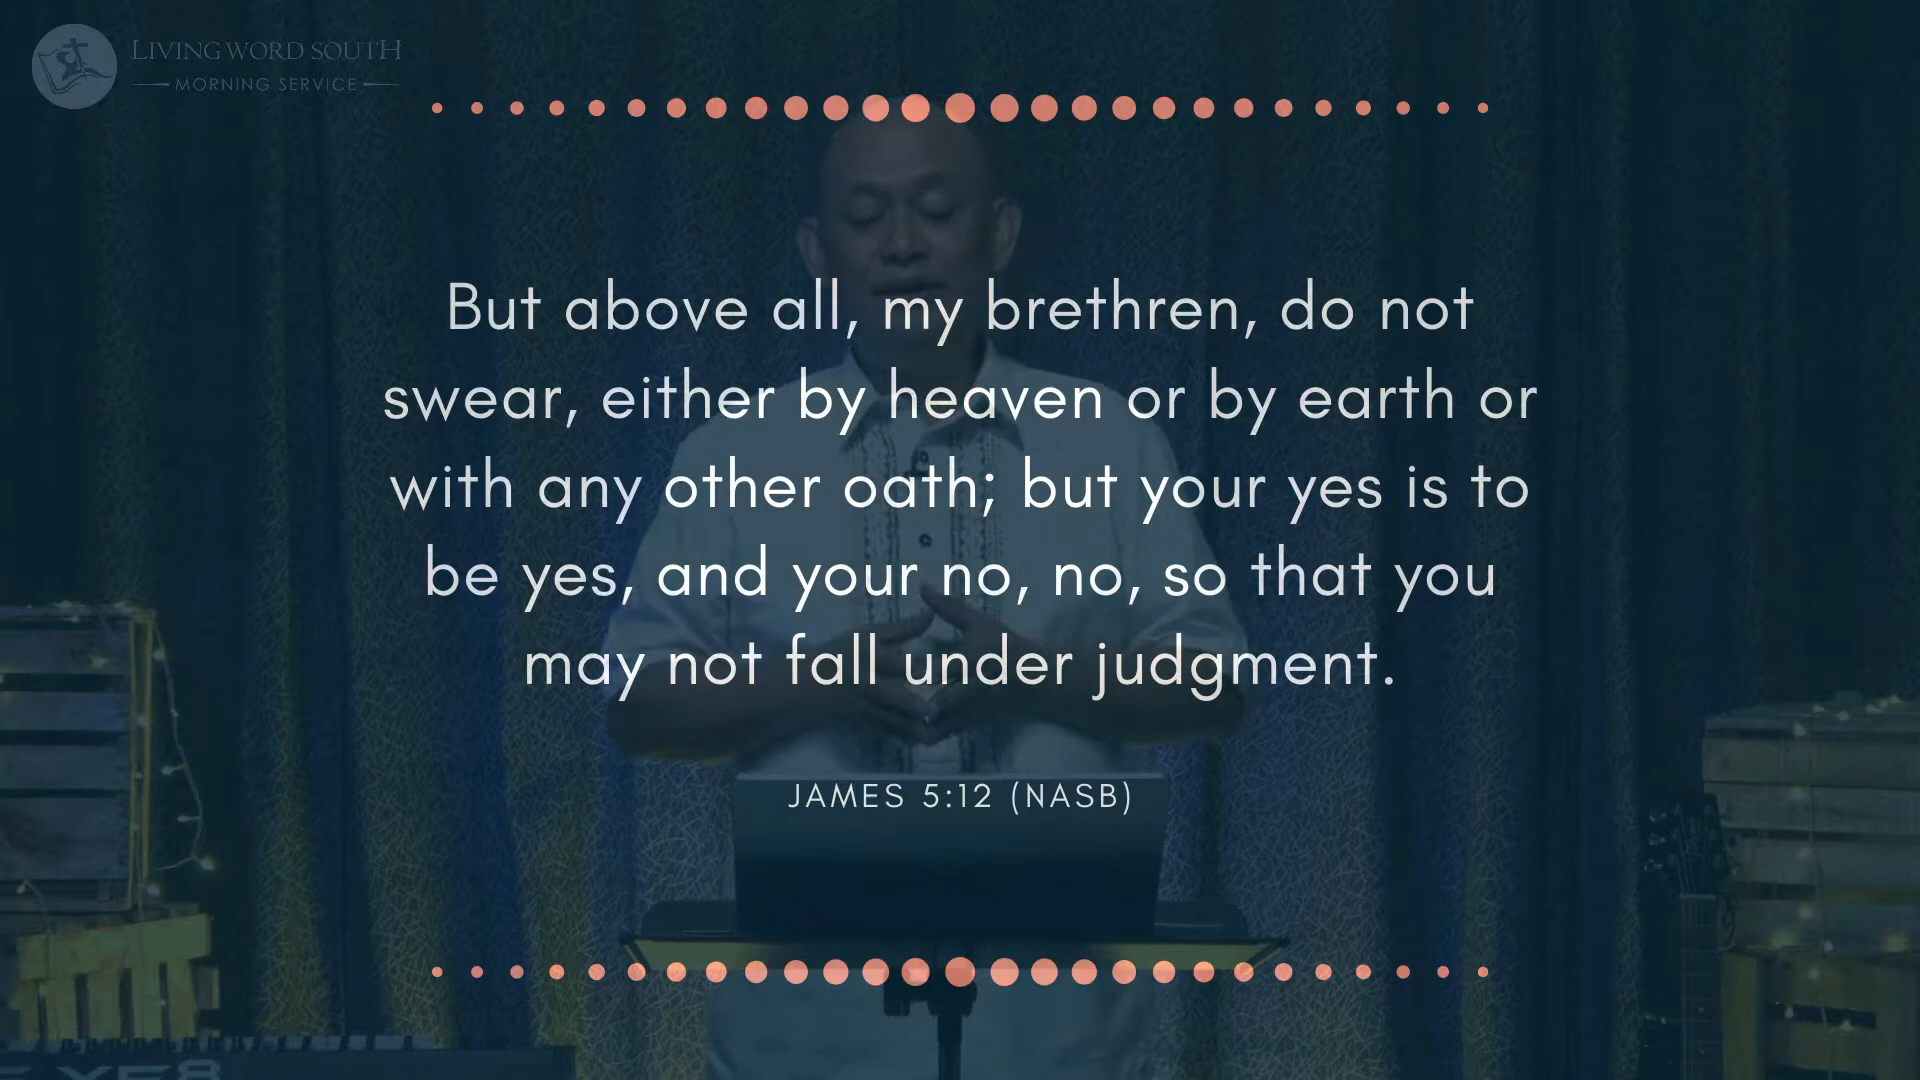 LIVING WORD SOUTH
MORNING SERVICE
But above all, my brethren, do not
swear, either by heaven or by earth or
with any other oath; but your yes is to
be yes, and your no, no, so that you
may not fall under judgment.
JAMES 5:12 (NASB)